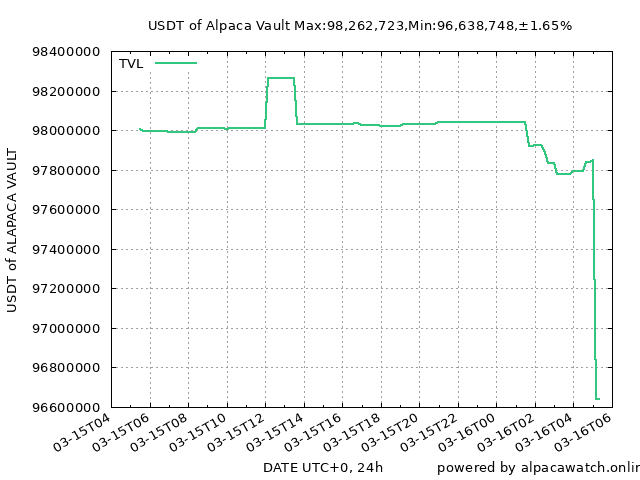 USDT of Alpaca Vault Max:98,262,723,Min:96,638,748,±1.65%
TVL
98400000
98200000
98000000
97800000
97600000
97400000
97200000
97000000
96800000
96600000
USDT of ALAPACA VAULT
03-15T04
03-15T06
03-15T08
03-15T10
03-15T12
03-15T14
03-15T16
03-15T18
03-15T20
03-15T22
03-16T00
03-16T02
03-16T04
03-16T06
DATE UTC+0, 24h
powered by alpacawatch.onlin